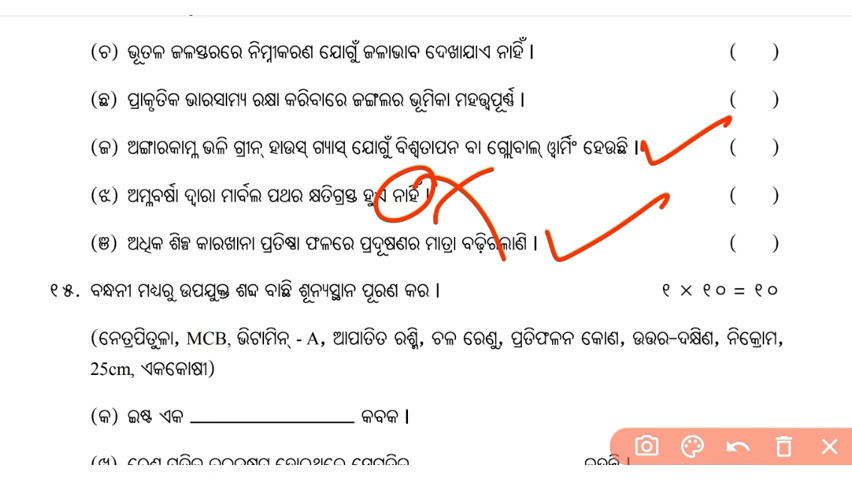 (ଚ) ଭୂତଳ ଜଳସ୍ତରରେ ନିମ୍ନୀକରଣ ଯୋଗୁଁ ଜଳାଭାବ ଦେଖାଯାଏ ନାହିଁ । ( )
(ଛ) ପ୍ରାକୃତିକ ଭାରସାମ୍ୟ ରକ୍ଷା କରିବାରେ ଜଙ୍ଗଲର ଭୂମିକା ମହତ୍ତ୍ୱପୂର୍ଣ୍ଣ । ( )
(ଜ) ଅଙ୍ଗାରକାମ୍ଳ ଭଳି ଗ୍ରୀନ୍ ହାଉସ୍ ଗ୍ୟାସ୍ ଯୋଗୁଁ ବିଶ୍ୱତାପନ ବା ଗ୍ଲୋବାଲ୍ ୱାର୍ମିଂ ହେଉଛି । ( )
(ଝ) ଅମ୍ଳବର୍ଷା ଦ୍ୱାରା ମାର୍ବଲ ପଥର କ୍ଷତିଗ୍ରସ୍ତ ହୁଏ ନାହିଁ । ( )
(ଞ) ଅଧିକ ଶିଳ୍ପ କାରଖାନା ପ୍ରତିଷ୍ଠା ଫଳରେ ପ୍ରଦୂଷଣର ମାତ୍ରା ବଢ଼ିଗଲାଣି । ( )
୧୫. ବନ୍ଧନୀ ମଧ୍ୟରୁ ଉପଯୁକ୍ତ ଶବ୍ଦ ବାଛି ଶୂନ୍ୟସ୍ଥାନ ପୂରଣ କର । ୧ × ୧୦ = ୧୦
(ନେତ୍ରପିତୁଳା, MCB, ଭିଟାମିନ୍ - A, ଆପାତିତ ରଶ୍ମି, ଚଳ ରେଣୁ, ପ୍ରତିଫଳନ କୋଣ, ଉତ୍ତର-ଦକ୍ଷିଣ, ନିକ୍ରୋମ,
25cm, ଏକକୋଷୀ)
(କ) ଇଷ୍ଟ ଏକ ____________ କବକ ।